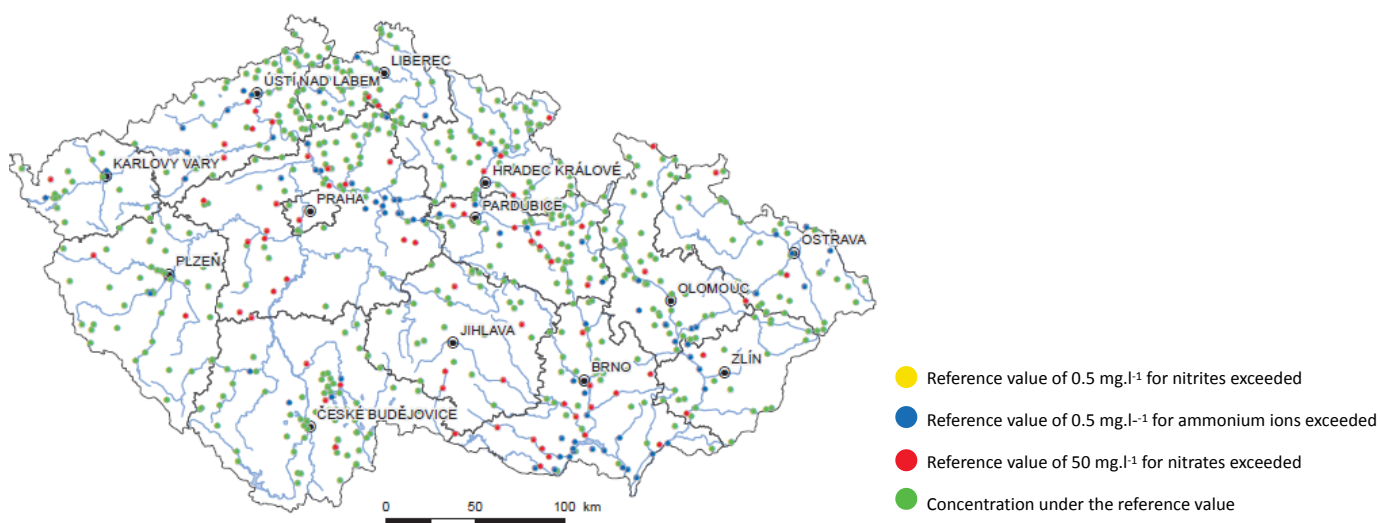 LIBEREC
ÚSTÍ NAD LABEM
KARLOVY VARY
HRADEC KRÁLOVÉ
PRAHA
PARDUBICE
OSTRAVA
PLZEŇ
OLOMOUC
JIHLAVA
ZLÍN
BRNO
ČESKÉ BUDĚJOVICE
0 50 100 km
Reference value of 0.5 mg.l-1 for nitrites exceeded
Reference value of 0.5 mg.l--1 for ammonium ions exceeded
Reference value of 50 mg.l-1 for nitrates exceeded
Concentration under the reference value